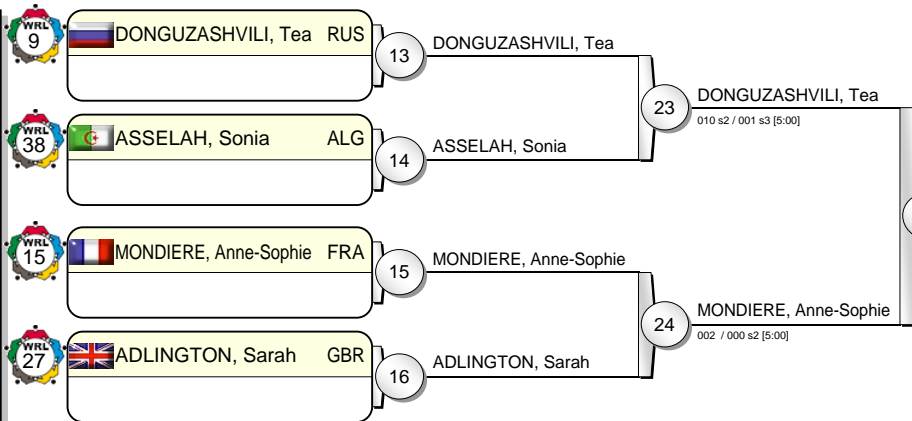 WRL
9
DONGUZASHVILI, Tea RUS
13
DONGUZASHVILI, Tea
23
DONGUZASHVILI, Tea
010 s2 / 001 s3 [5:00]
WRL
38
ASSELAH, Sonia ALG
14
ASSELAH, Sonia
WRL
15
MONDIERE, Anne-Sophie FRA
15
MONDIERE, Anne-Sophie
24
MONDIERE, Anne-Sophie
002 / 000 s2 [5:00]
WRL
27
ADLINGTON, Sarah GBR
16
ADLINGTON, Sarah